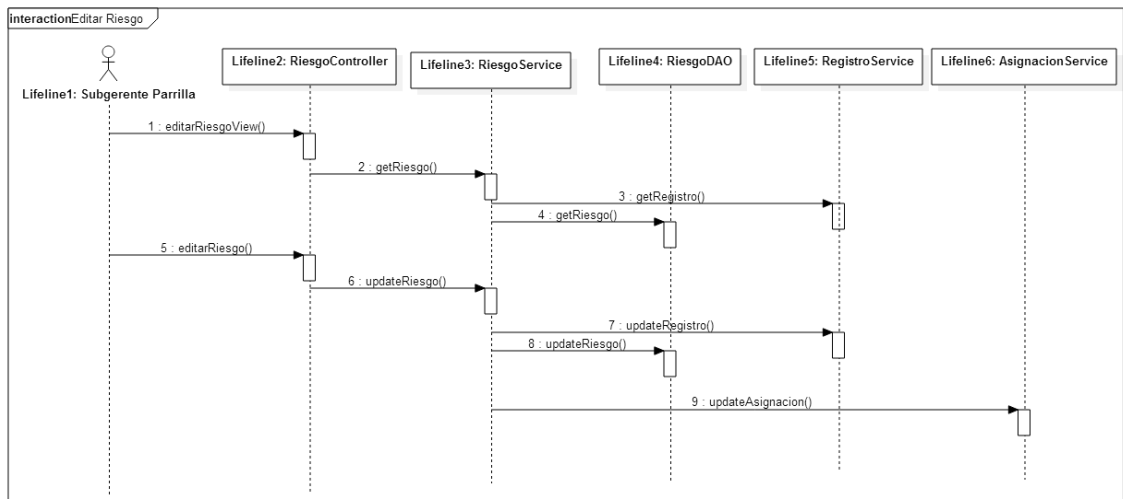 interactionEditar Riesgo
Lifeline1: Subgerente Parrilla
Lifeline2: RiesgoController
Lifeline3: RiesgoService
Lifeline4: RiesgoDAO
Lifeline5: RegistroService
Lifeline6: AsignacionService
1 : editarRiesgoView()
2 : getRiesgo()
3 : getRegistro()
4 : getRiesgo()
5 : editarRiesgo()
6 : updateRiesgo()
7 : updateRegistro()
8 : updateRiesgo()
9 : updateAsignacion()